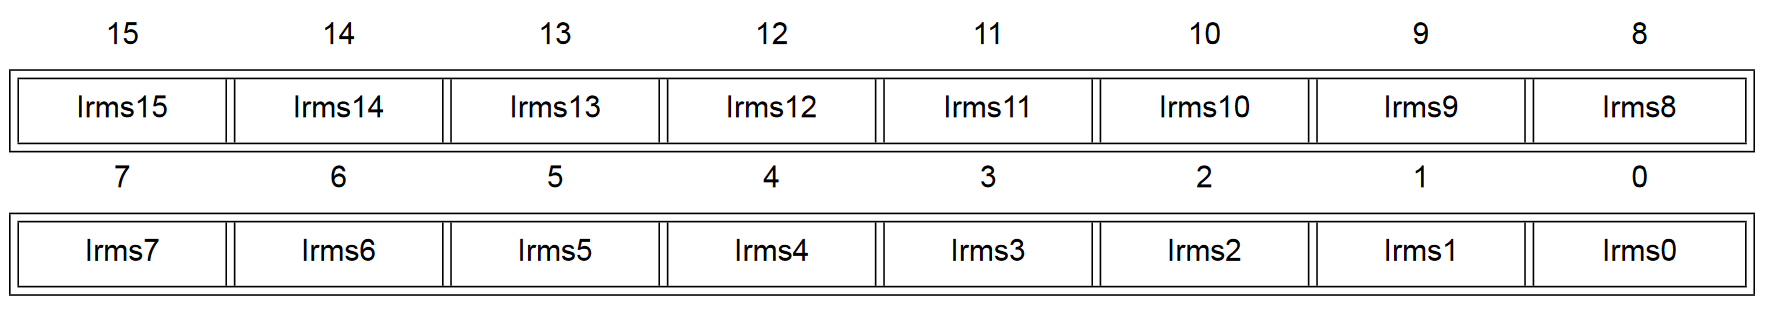 15 14 13 12 11 10 9 8
Irms15 Irms14 Irms13 Irms12 Irms11 Irms10 Irms9 Irms8
7 6 5 4 3 2 1 0
Irms7 Irms6 Irms5 Irms4 Irms3 Irms2 Irms1 Irms0